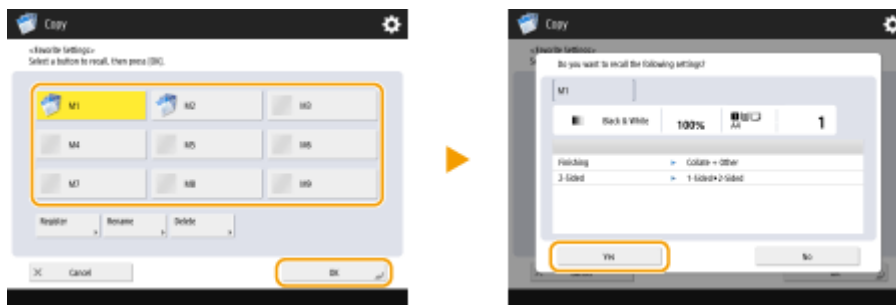 Copy
<Favorite Settings>
Select a button to recall, then press [OK].
M1
M2
M3
M4
M5
M6
M7
M8
M9
Register
Rename
Delete
Cancel
OK
Copy
<Favorite Settings>
Do you want to recall the following settings?
M1
Black & White
100%
A4
1
Finishing
Collate + Other
2-Sided
1-Sided▸2-Sided
Yes
No